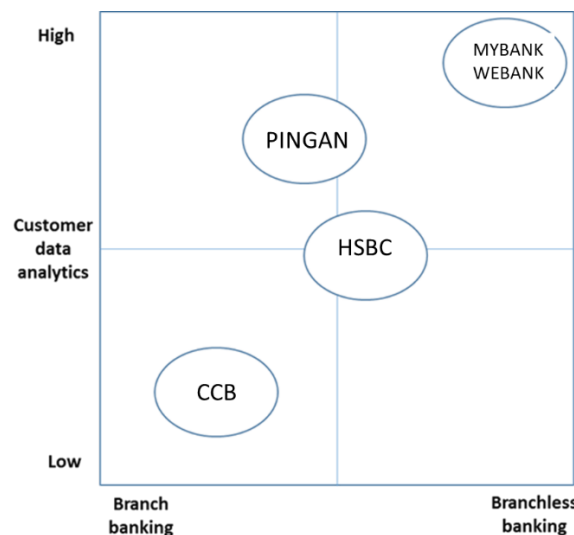 High
MYBANK
WEBANK
PINGAN
Customer
data
analytics
HSBC
CCB
Low
Branch
banking
Branchless
banking